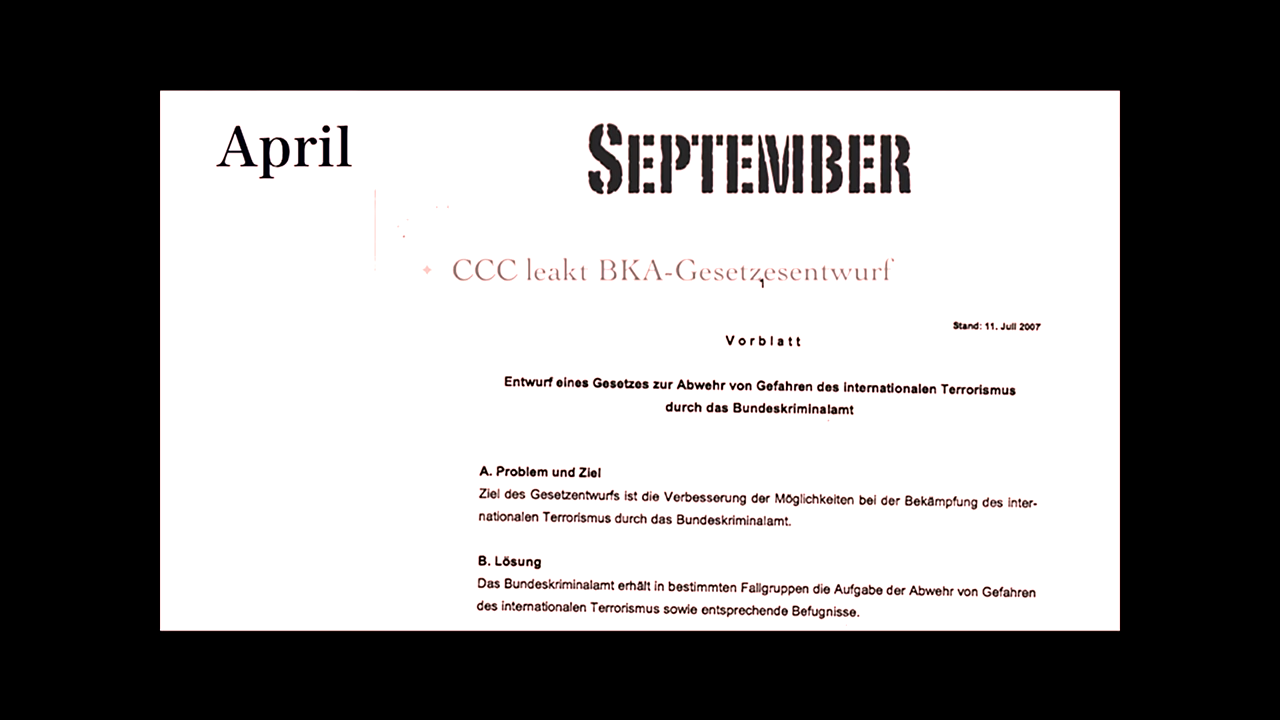 April
SEPTEMBER
CCC leakt BKA-Gesetzesentwurf
1
Stand: 11. Juli 2007
Vorblatt
Entwurf eines Gesetzes zur Abwehr von Gefahren des internationalen Terrorismus
durch das Bundeskriminalamt
A. Problem und Ziel
Ziel des Gesetzentwurfs ist die Verbesserung der Möglichkeiten bei der Bekämpfung des inter-
nationalen Terrorismus durch das Bundeskriminalamt.
B. Lösung
Das Bundeskriminalamt erhält in bestimmten Fallgruppen die Aufgabe der Abwehr von Gefahren
des internationalen Terrorismus sowie entsprechende Befugnisse.